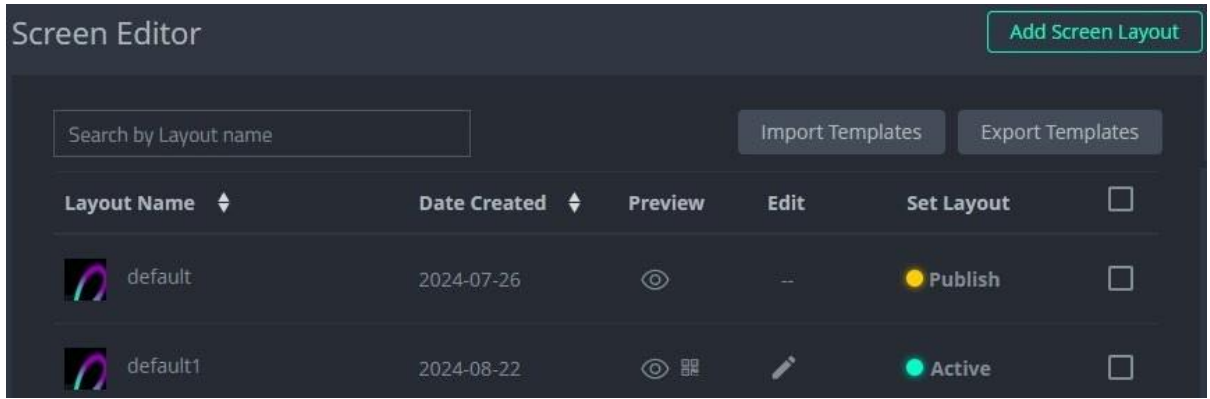 Screen Editor Add Screen Layout
Search by Layout name Import Templates Export Templates
Layout Name Date Created Preview Edit Set Layout
default 2024-07-26 -- Publish
default1 2024-08-22 Active